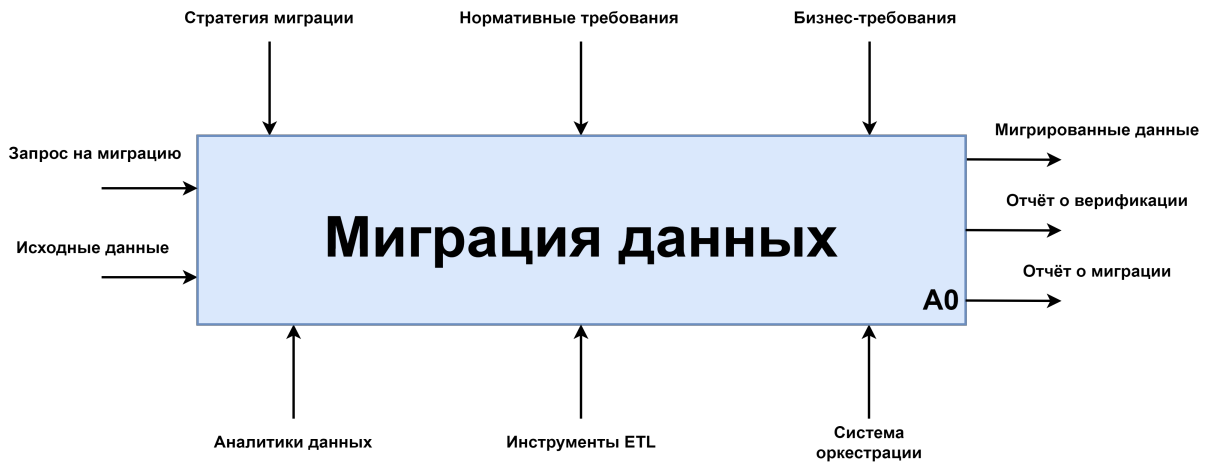 Стратегия миграции
Нормативные требования
Бизнес-требования
Запрос на миграцию
Исходные данные
Миграция данных
A0
Мигрированные данные
Отчёт о верификации
Отчёт о миграции
Аналитики данных
Инструменты ETL
Система
оркестрации